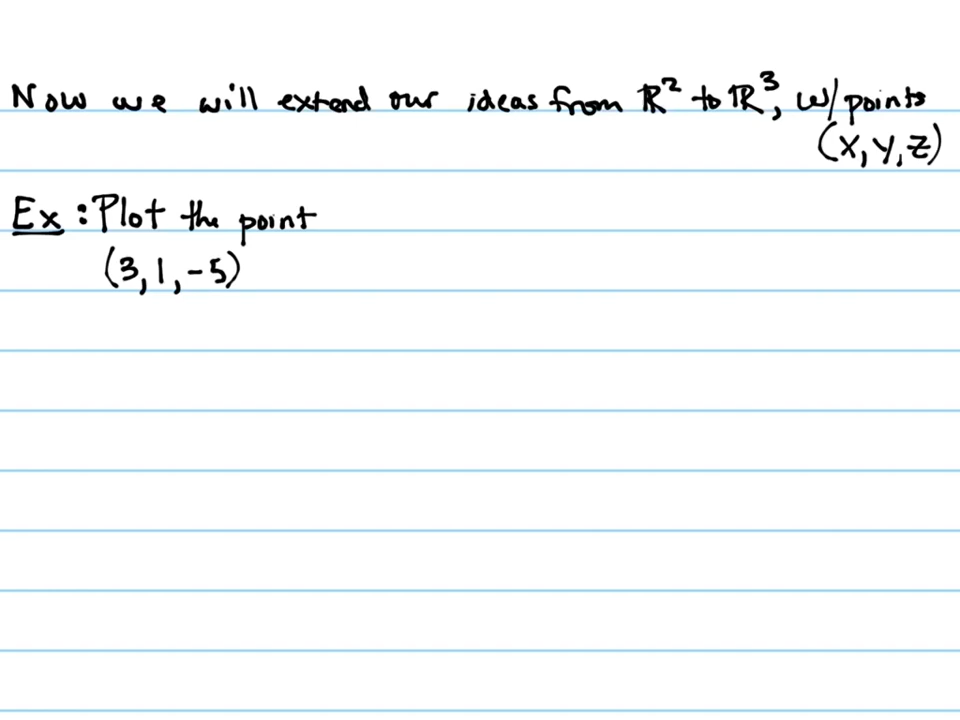 Now we will extend our ideas from ℝ² to ℝ³, w/ points
(x, y, z)
Ex: Plot the point
(3, 1, -5)